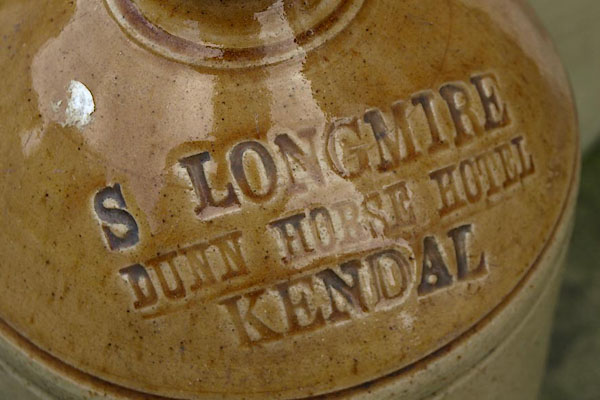 S LONGMIRE
DUNN HORSE HOTEL
KENDAL